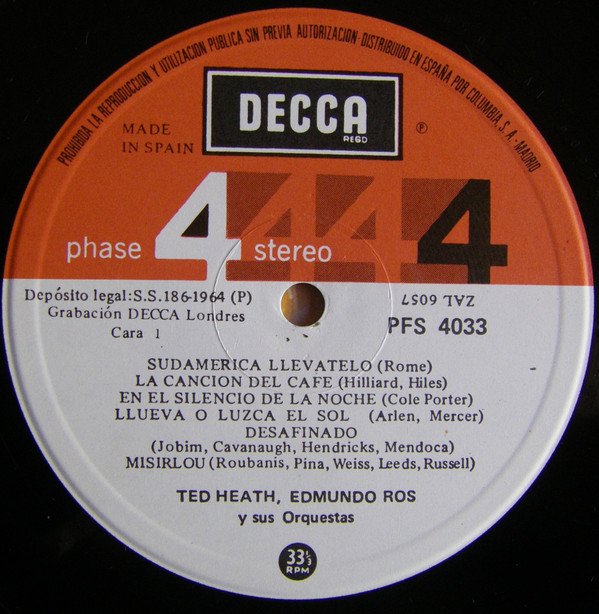 PROHIBIDA LA REPRODUCCION Y UTILIZACION PUBLICA SIN PREVIA AUTORIZACION-DISTRIBUIDO EN ESPAÑA POR COLUMBIA, S. A.-MADRID
DECCA
REGD
MADE
IN SPAIN
Ⓟ
phase 4 stereo 4 4 4
Depósito legal:S.S.186-1964 (P)
ZAL 6057
Grabación DECCA Londres
PFS 4033
Cara 1
SUDAMERICA LLEVATELO (Rome)
LA CANCION DEL CAFE (Hilliard, Hiles)
EN EL SILENCIO DE LA NOCHE (Cole Porter)
LLUEVA O LUZCA EL SOL (Arlen, Mercer)
DESAFINADO
(Jobim, Cavanaugh, Hendricks, Mendoca)
MISIRLOU (Roubanis, Pina, Weiss, Leeds, Russell)
TED HEATH, EDMUNDO ROS
y sus Orquestas
33⅓
RPM